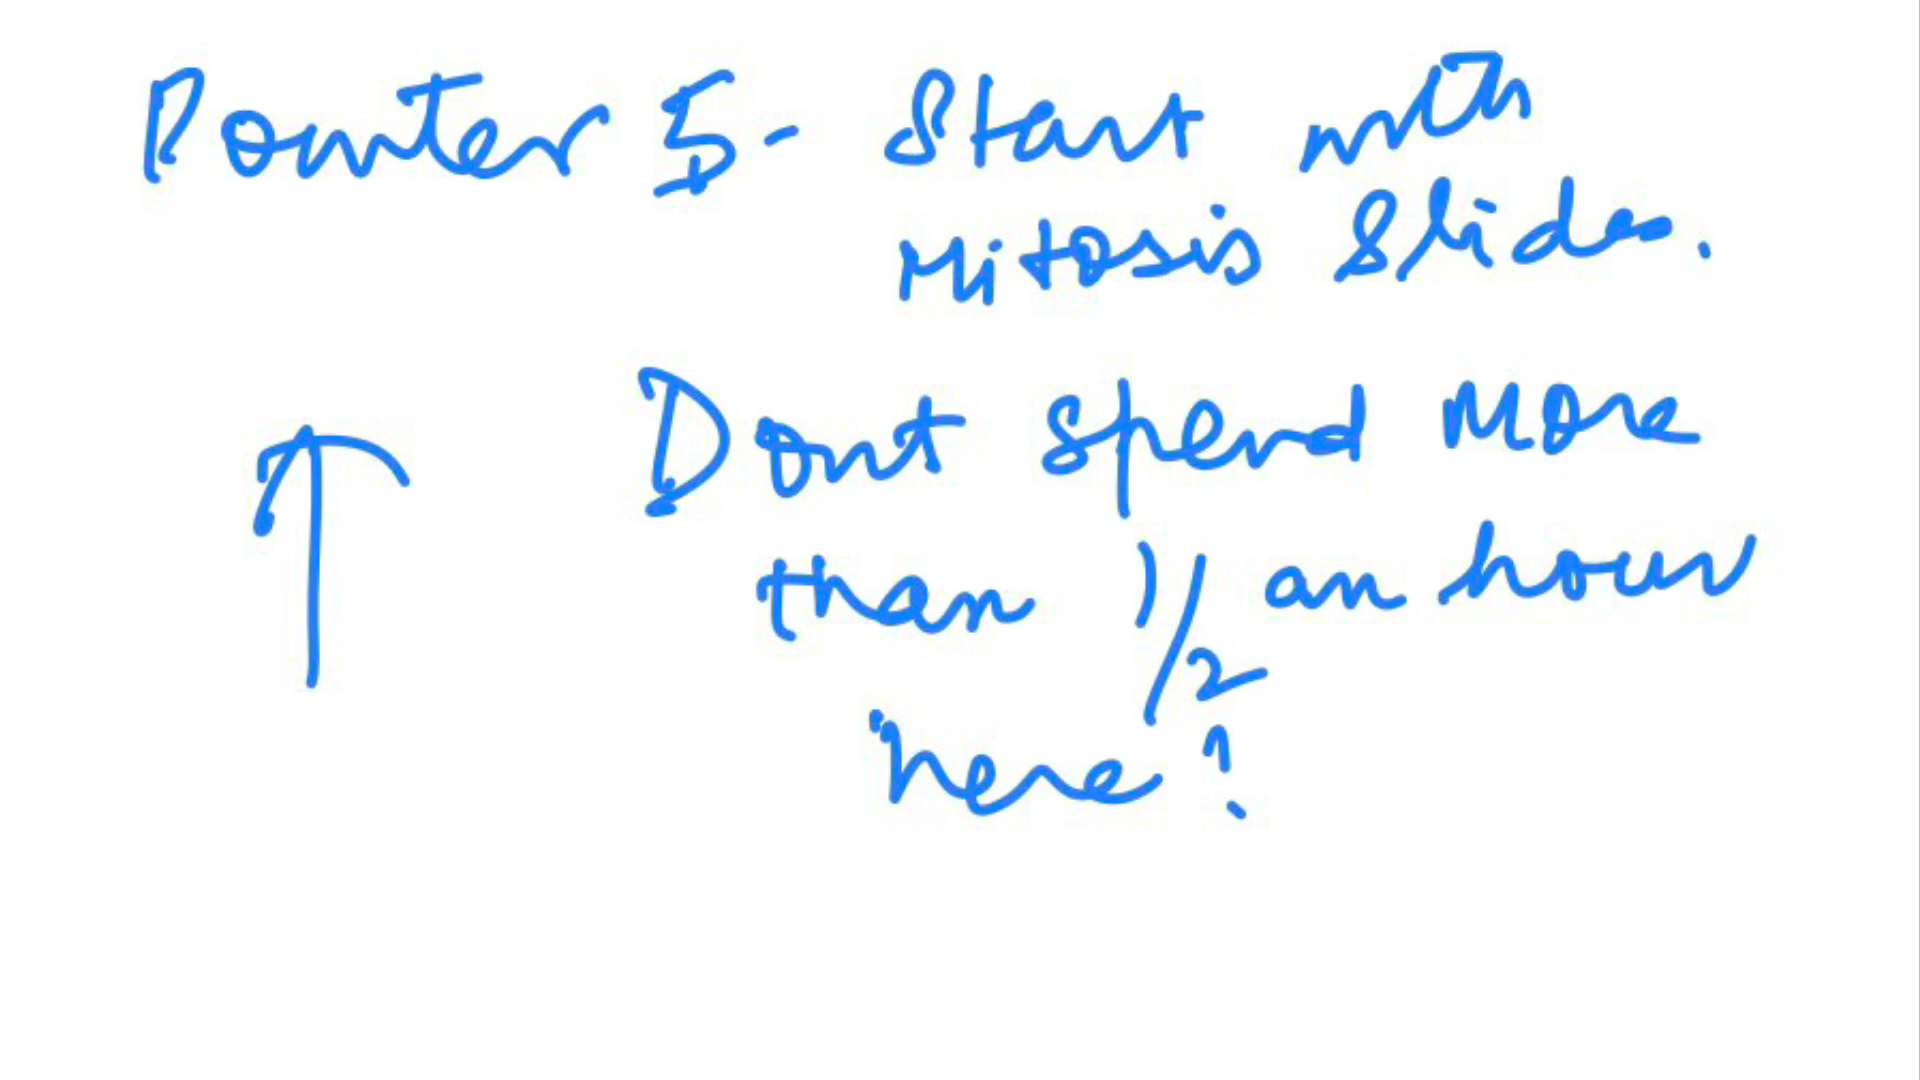 Pointer 5- Start with
Mitosis Slides.
Dont spend More
than 1/2 an hour
here!